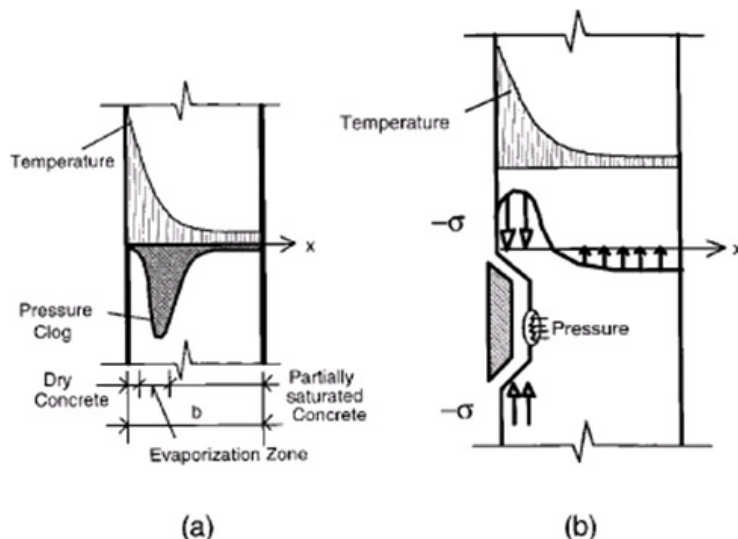 Temperature
x
Pressure
Clog
Dry
Concrete
b
Partially
saturated
Concrete
Evaporization Zone
(a)
Temperature
−σ
x
Pressure
−σ
(b)